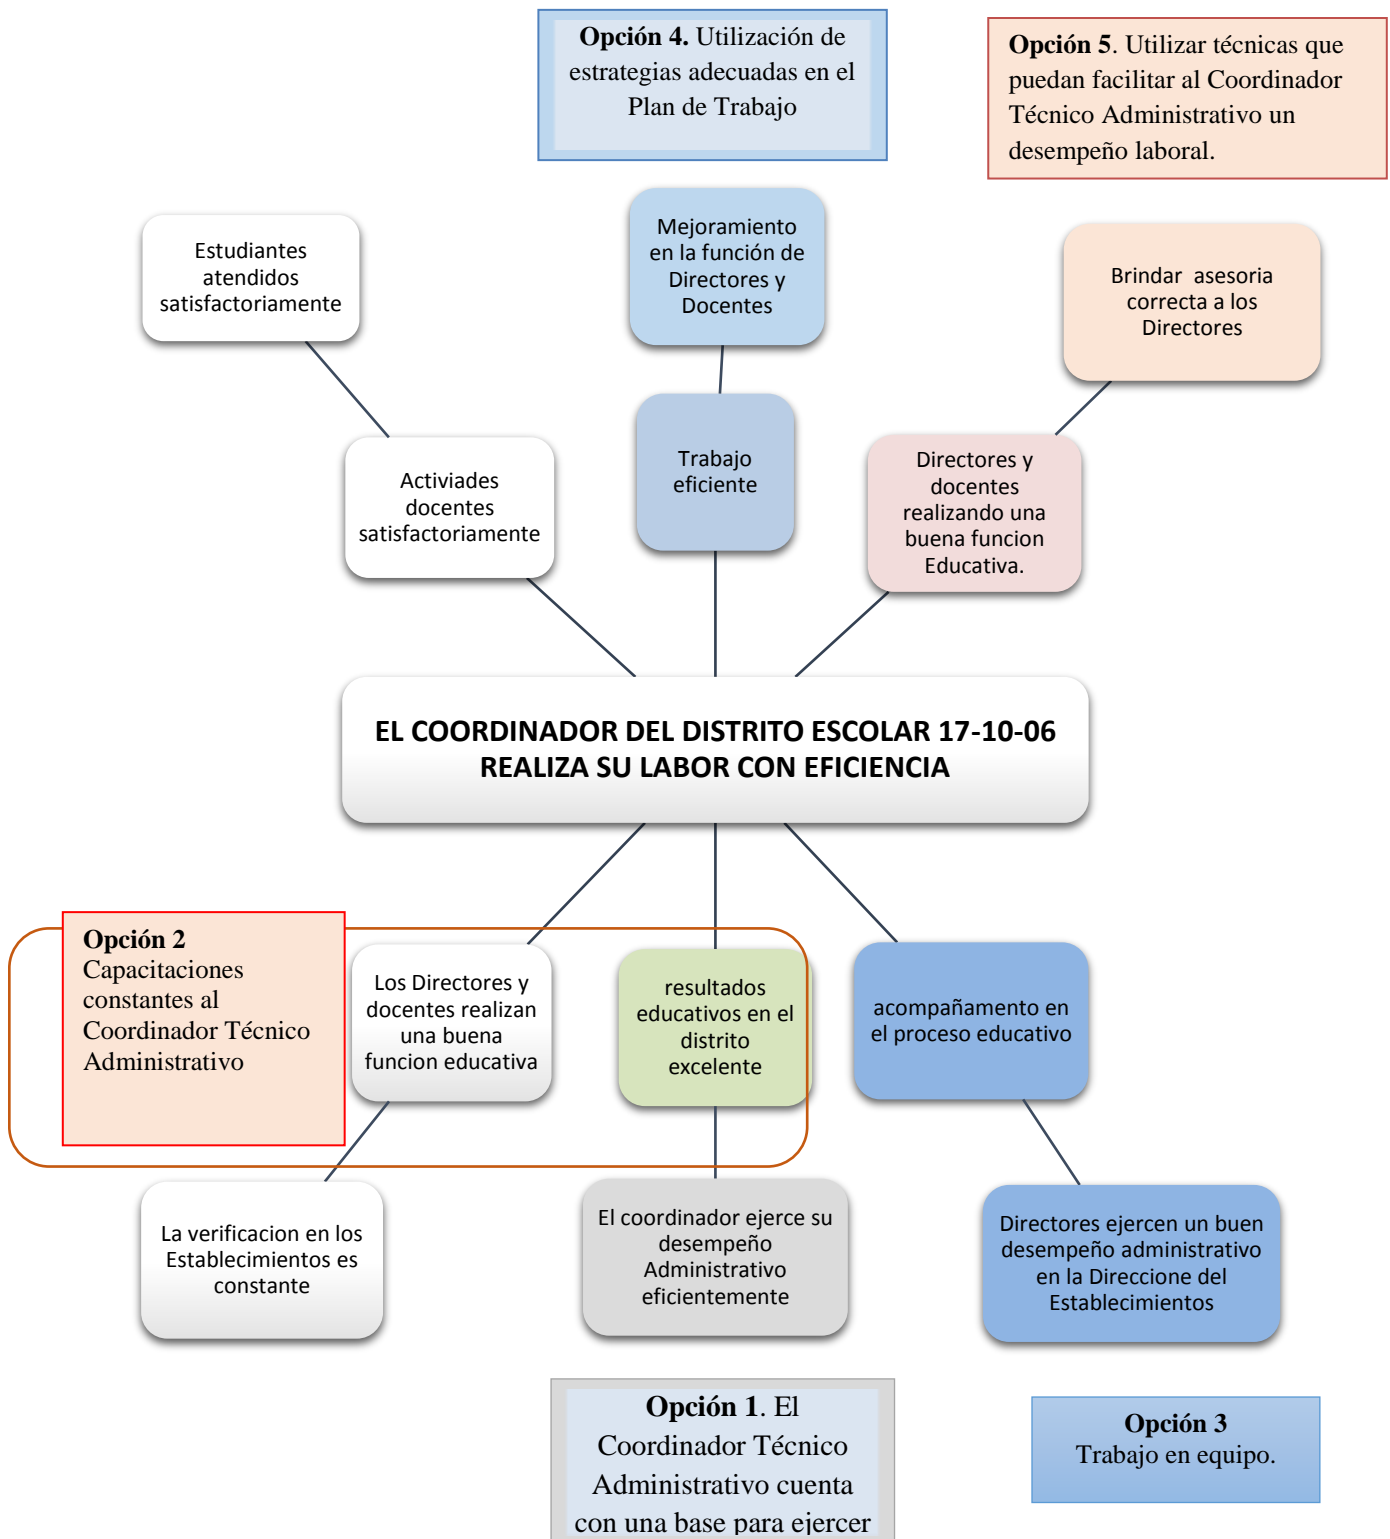 Opción 4. Utilización de
estrategias adecuadas en el
Plan de Trabajo
Opción 5. Utilizar técnicas que
puedan facilitar al Coordinador
Técnico Administrativo un
desempeño laboral.
Estudiantes
atendidos
satisfactoriamente
Mejoramiento
en la función de
Directores y
Docentes
Brindar asesoria
correcta a los
Directores
Activiades
docentes
satisfactoriamente
Trabajo
eficiente
Directores y
docentes
realizando una
buena funcion
Educativa.
EL COORDINADOR DEL DISTRITO ESCOLAR 17-10-06
REALIZA SU LABOR CON EFICIENCIA
Opción 2
Capacitaciones
constantes al
Coordinador Técnico
Administrativo
Los Directores y
docentes realizan
una buena
funcion educativa
resultados
educativos en el
distrito
excelente
acompañamento en
el proceso educativo
La verificacion en los
Establecimientos es
constante
El coordinador ejerce su
desempeño
Administrativo
eficientemente
Directores ejercen un buen
desempeño administrativo
en la Direccione del
Establecimientos
Opción 1. El
Coordinador Técnico
Administrativo cuenta
con una base para ejercer
Opción 3
Trabajo en equipo.